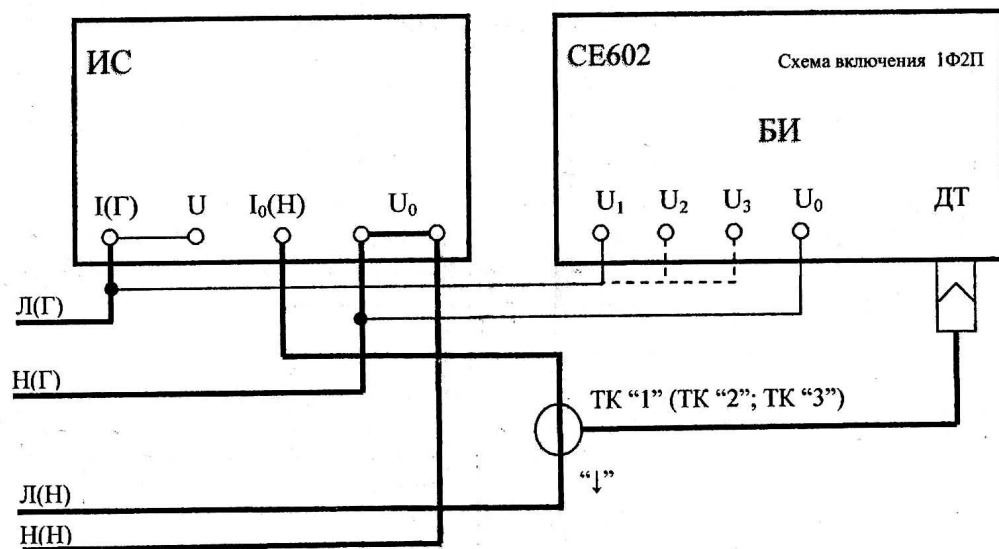 ИС
I(Г) U I₀(Н) U₀
СЕ602
Схема включения 1Ф2П
БИ
U₁ U₂ U₃ U₀ ДТ
Л(Г)
Н(Г)
ТК “1” (ТК “2”; ТК “3”)
“↓”
Л(Н)
Н(Н)